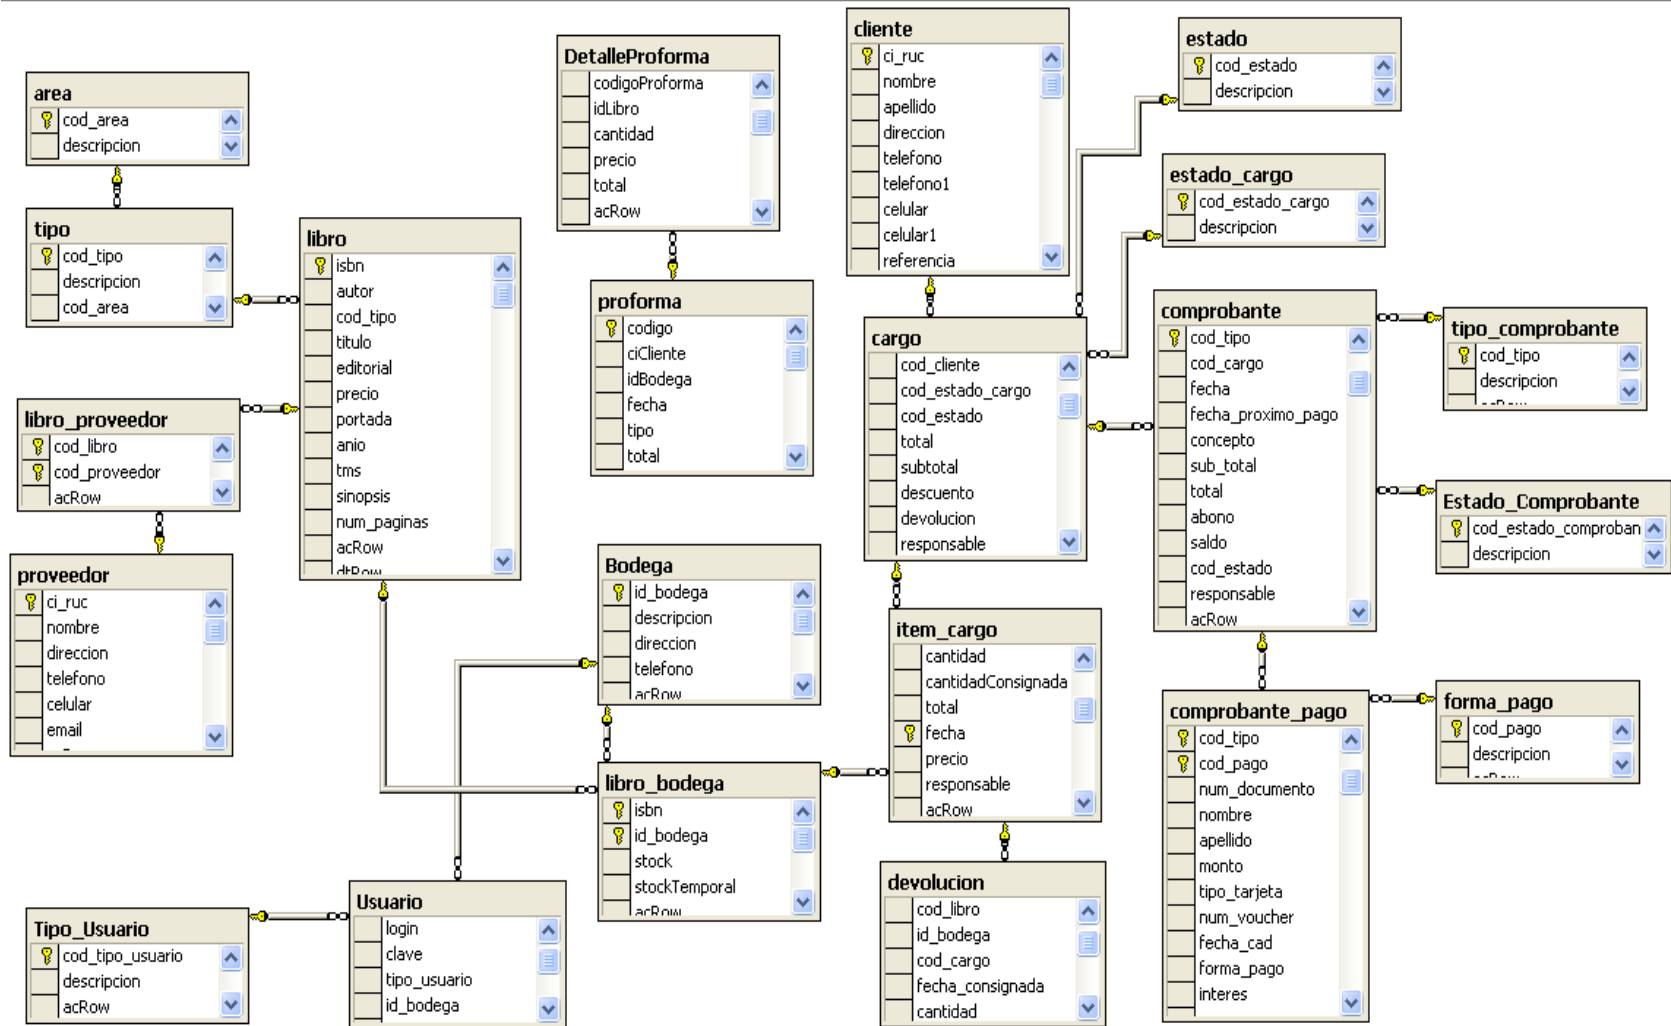 area
cod_area
descripcion
tipo
cod_tipo
descripcion
cod_area
libro_proveedor
cod_libro
cod_proveedor
acRow
proveedor
ci_ruc
nombre
direccion
telefono
celular
email
libro
isbn
autor
cod_tipo
titulo
editorial
precio
portada
anio
tms
sinopsis
num_paginas
acRow
dtRow
DetalleProforma
codigoProforma
idLibro
cantidad
precio
total
acRow
proforma
codigo
ciCliente
idBodega
fecha
tipo
total
Bodega
id_bodega
descripcion
direccion
telefono
acRow
libro_bodega
isbn
id_bodega
stock
stockTemporal
acRow
Tipo_Usuario
cod_tipo_usuario
descripcion
acRow
Usuario
login
clave
tipo_usuario
id_bodega
cliente
ci_ruc
nombre
apellido
direccion
telefono
telefono1
celular
celular1
referencia
cargo
cod_cliente
cod_estado_cargo
cod_estado
total
subtotal
descuento
devolucion
responsable
item_cargo
cantidad
cantidadConsignada
total
fecha
precio
responsable
acRow
devolucion
cod_libro
id_bodega
cod_cargo
fecha_consignada
cantidad
estado
cod_estado
descripcion
estado_cargo
cod_estado_cargo
descripcion
comprobante
cod_tipo
cod_cargo
fecha
fecha_proximo_pago
concepto
sub_total
total
abono
saldo
cod_estado
responsable
acRow
tipo_comprobante
cod_tipo
descripcion
acRow
Estado_Comprobante
cod_estado_comproban
descripcion
comprobante_pago
cod_tipo
cod_pago
num_documento
nombre
apellido
monto
tipo_tarjeta
num_voucher
fecha_cad
forma_pago
interes
forma_pago
cod_pago
descripcion
acRow